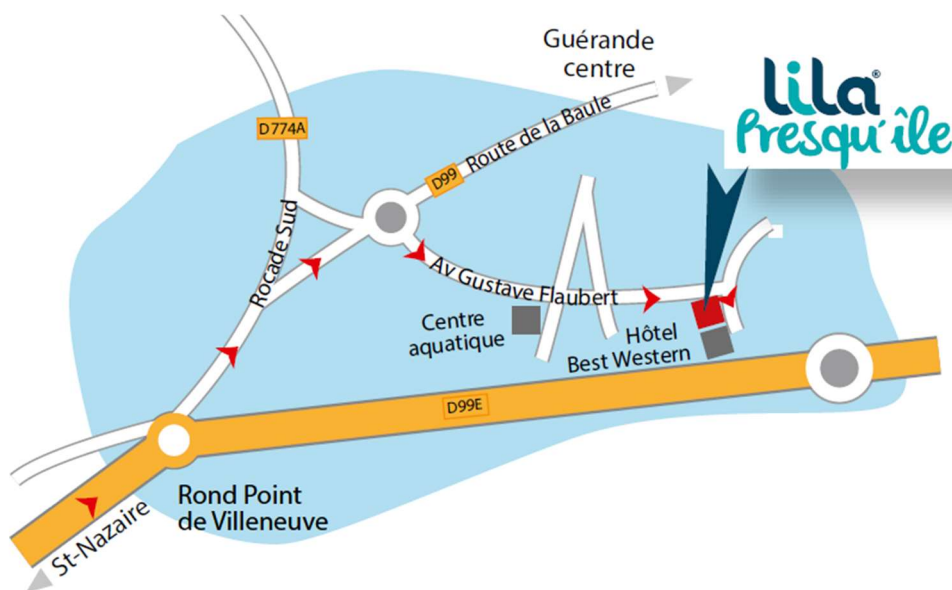 Guérande
centre
lila®
Presqu'île
D774A
Route de la Baule
D99
Rocade Sud
Av Gustave Flaubert
Centre
aquatique
Hôtel
Best Western
D99E
Rond Point
de Villeneuve
St-Nazaire